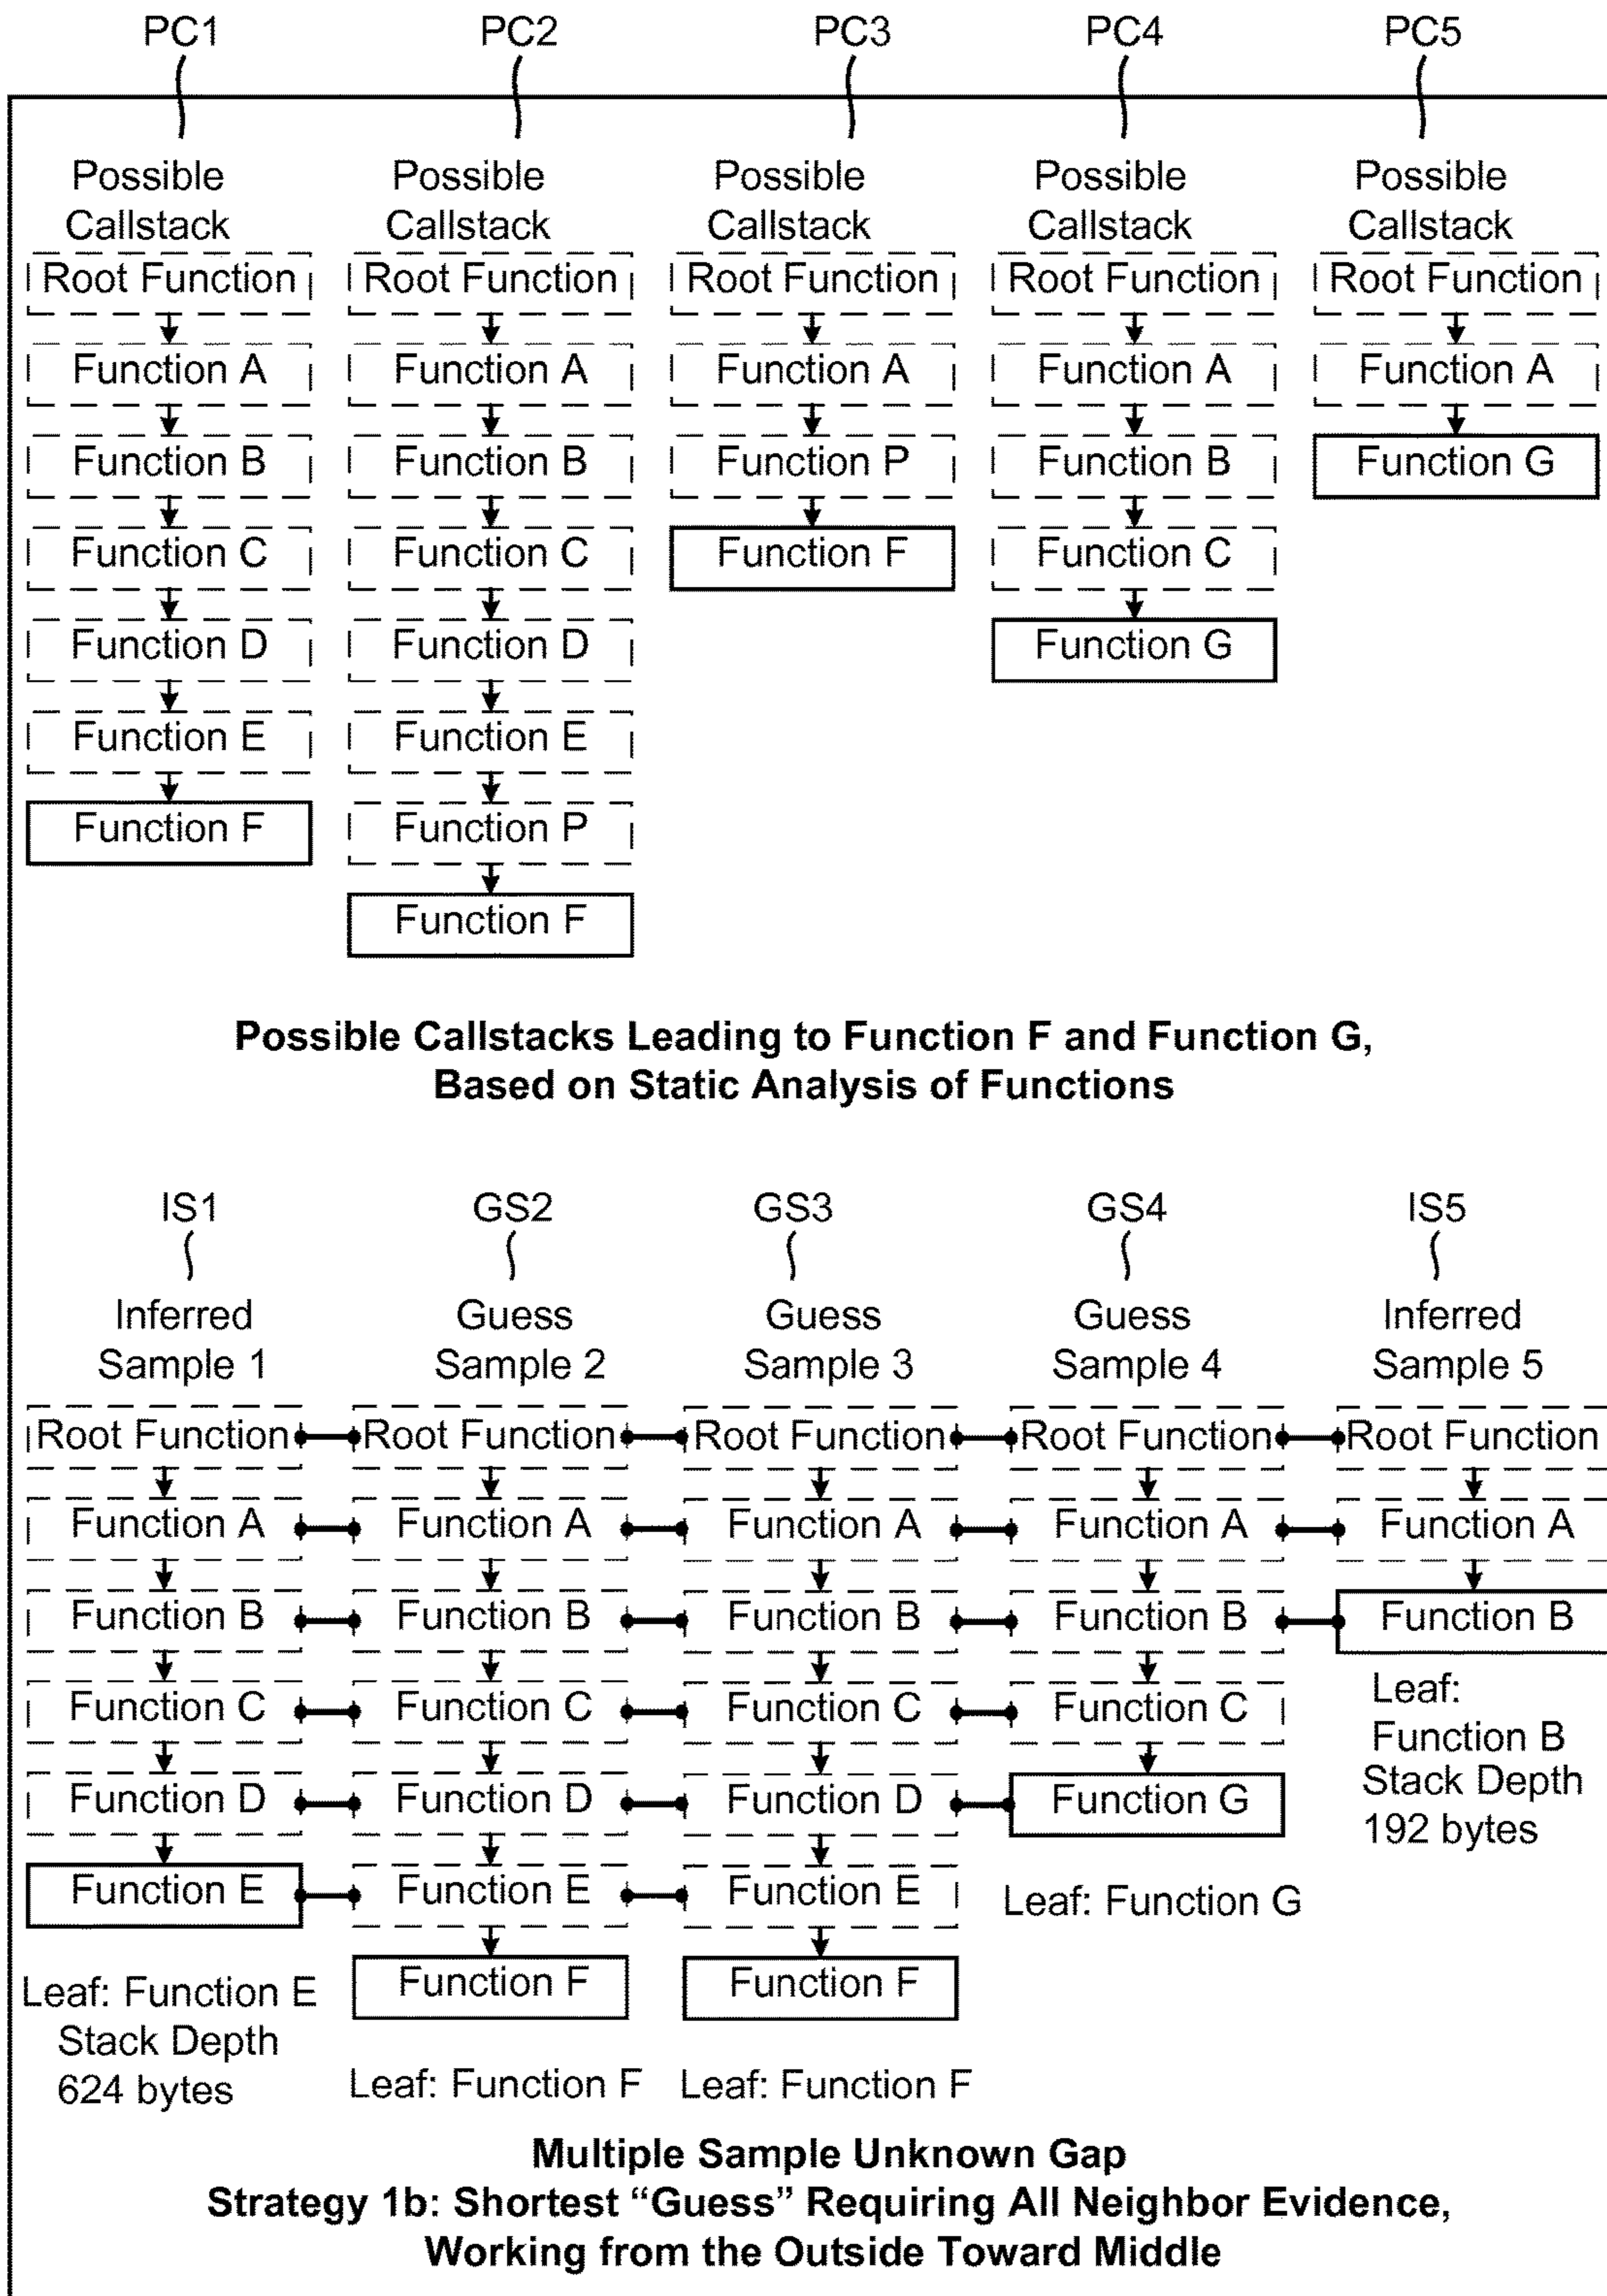 PC1 PC2 PC3 PC4 PC5
Possible Possible Possible Possible Possible
Callstack Callstack Callstack Callstack Callstack
Root Function Root Function Root Function Root Function Root Function
Function A Function A Function A Function A Function A
Function B Function B Function P Function B Function G
Function C Function C Function F Function C
Function D Function D Function G
Function E Function E
Function F Function P
Function F
Possible Callstacks Leading to Function F and Function G,
Based on Static Analysis of Functions
IS1 GS2 GS3 GS4 IS5
Inferred Guess Guess Guess Inferred
Sample 1 Sample 2 Sample 3 Sample 4 Sample 5
Root Function Root Function Root Function Root Function Root Function
Function A Function A Function A Function A Function A
Function B Function B Function B Function B Function B
Function C Function C Function C Function C Leaf:
Function B
Function D Function D Function D Function G Stack Depth
192 bytes
Function E Function E Function E Leaf: Function G
Leaf: Function E Function F Function F
Stack Depth
624 bytes Leaf: Function F Leaf: Function F
Multiple Sample Unknown Gap
Strategy 1b: Shortest “Guess” Requiring All Neighbor Evidence,
Working from the Outside Toward Middle